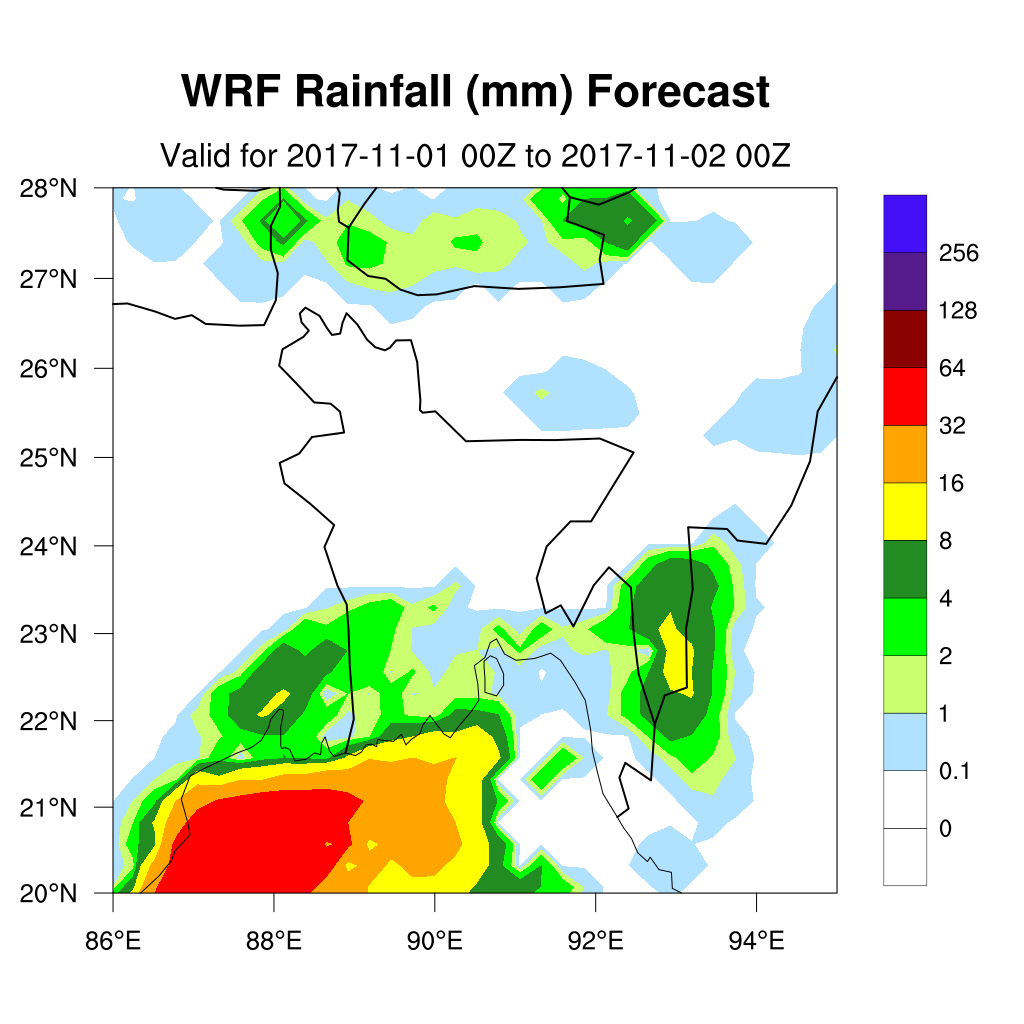 WRF Rainfall (mm) Forecast
Valid for 2017-11-01 00Z to 2017-11-02 00Z
28°N
27°N
26°N
25°N
24°N
23°N
22°N
21°N
20°N
86°E 88°E 90°E 92°E 94°E
256
128
64
32
16
8
4
2
1
0.1
0